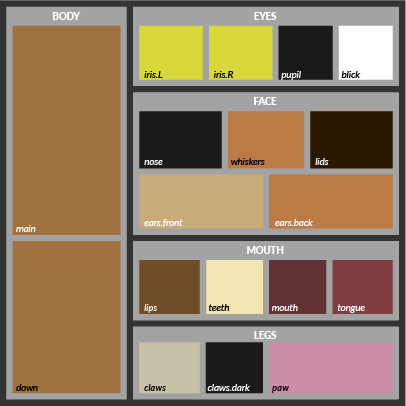 BODY
main
down
EYES
iris.L
iris.R
pupil
blick
FACE
nose
whiskers
lids
ears.front
ears.back
MOUTH
lips
teeth
mouth
tongue
LEGS
claws
claws.dark
paw